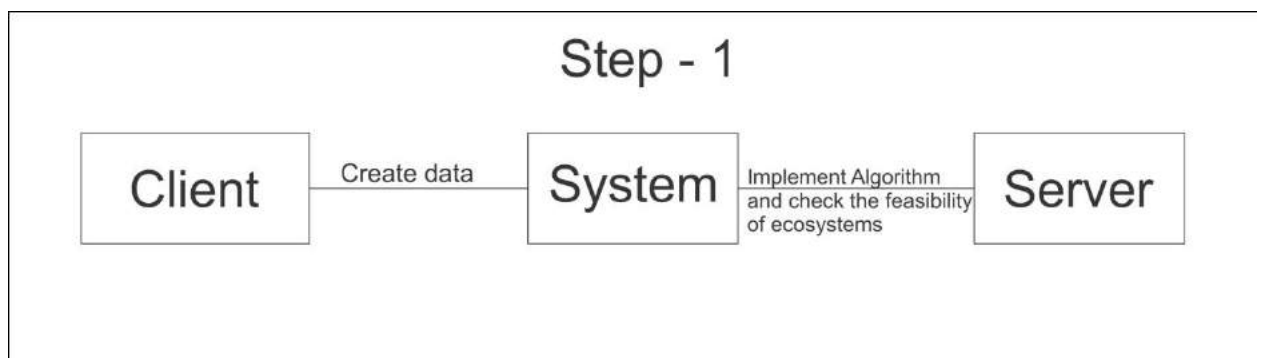 Step - 1
Client
Create data
System
Implement Algorithm
and check the feasibility
of ecosystems
Server